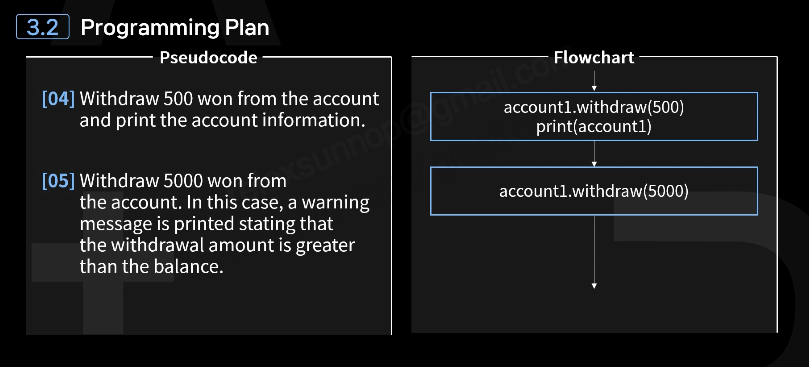 3.2 Programming Plan
Pseudocode
[04] Withdraw 500 won from the account
and print the account information.
[05] Withdraw 5000 won from
the account. In this case, a warning
message is printed stating that
the withdrawal amount is greater
than the balance.
Flowchart
account1.withdraw(500)
print(account1)
account1.withdraw(5000)